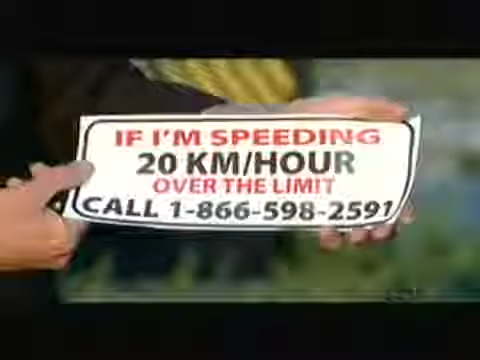 IF I'M SPEEDING
20 KM/HOUR
OVER THE LIMIT
CALL 1-866-598-2591